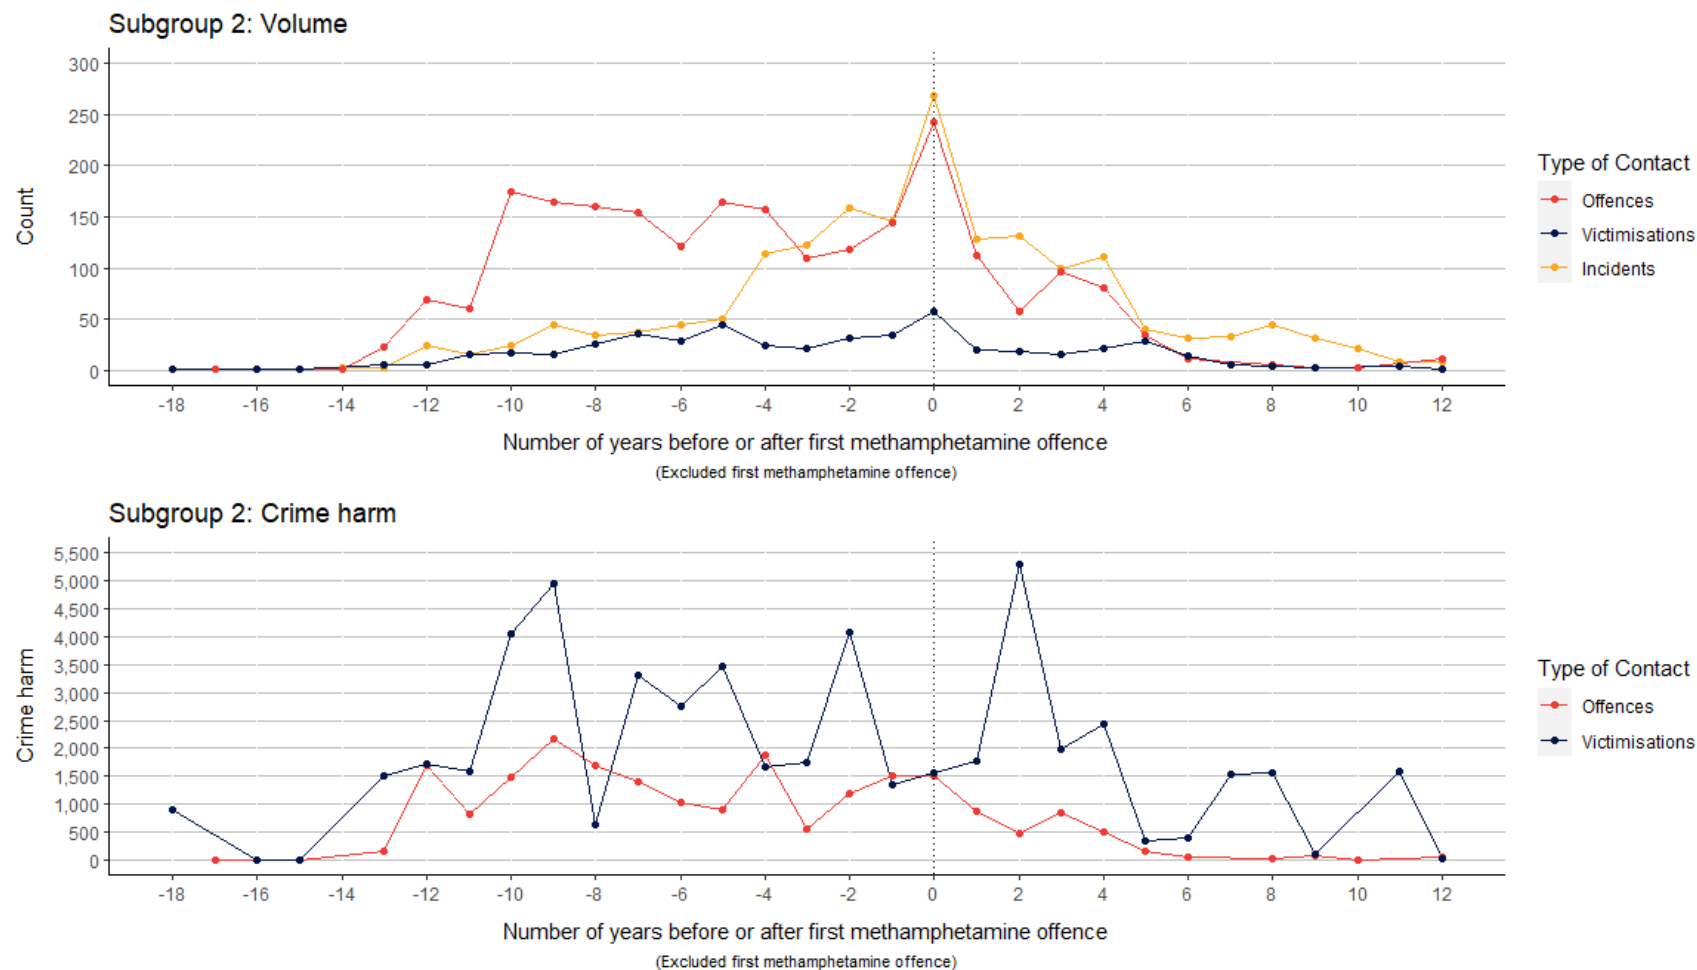 Subgroup 2: Volume
300
250
200
150
100
50
0
Count
-18 -16 -14 -12 -10 -8 -6 -4 -2 0 2 4 6 8 10 12
Number of years before or after first methamphetamine offence
(Excluded first methamphetamine offence)
Type of Contact
Offences
Victimisations
Incidents
Subgroup 2: Crime harm
5,500
5,000
4,500
4,000
3,500
3,000
2,500
2,000
1,500
1,000
500
0
Crime harm
-18 -16 -14 -12 -10 -8 -6 -4 -2 0 2 4 6 8 10 12
Number of years before or after first methamphetamine offence
(Excluded first methamphetamine offence)
Type of Contact
Offences
Victimisations